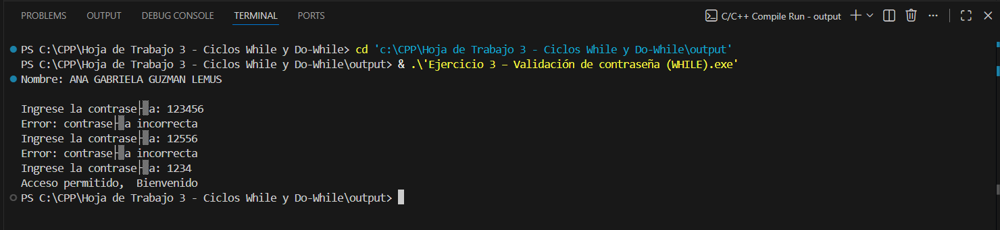 PROBLEMS OUTPUT DEBUG CONSOLE TERMINAL PORTS C/C++ Compile Run - output
PS C:\CPP\Hoja de Trabajo 3 - Ciclos While y Do-While> cd 'c:\CPP\Hoja de Trabajo 3 - Ciclos While y Do-While\output'
PS C:\CPP\Hoja de Trabajo 3 - Ciclos While y Do-While\output> & .\'Ejercicio 3 – Validación de contraseña (WHILE).exe'
Nombre: ANA GABRIELA GUZMAN LEMUS
Ingrese la contrase├▒a: 123456
Error: contrase├▒a incorrecta
Ingrese la contrase├▒a: 12556
Error: contrase├▒a incorrecta
Ingrese la contrase├▒a: 1234
Acceso permitido,  Bienvenido
PS C:\CPP\Hoja de Trabajo 3 - Ciclos While y Do-While\output>